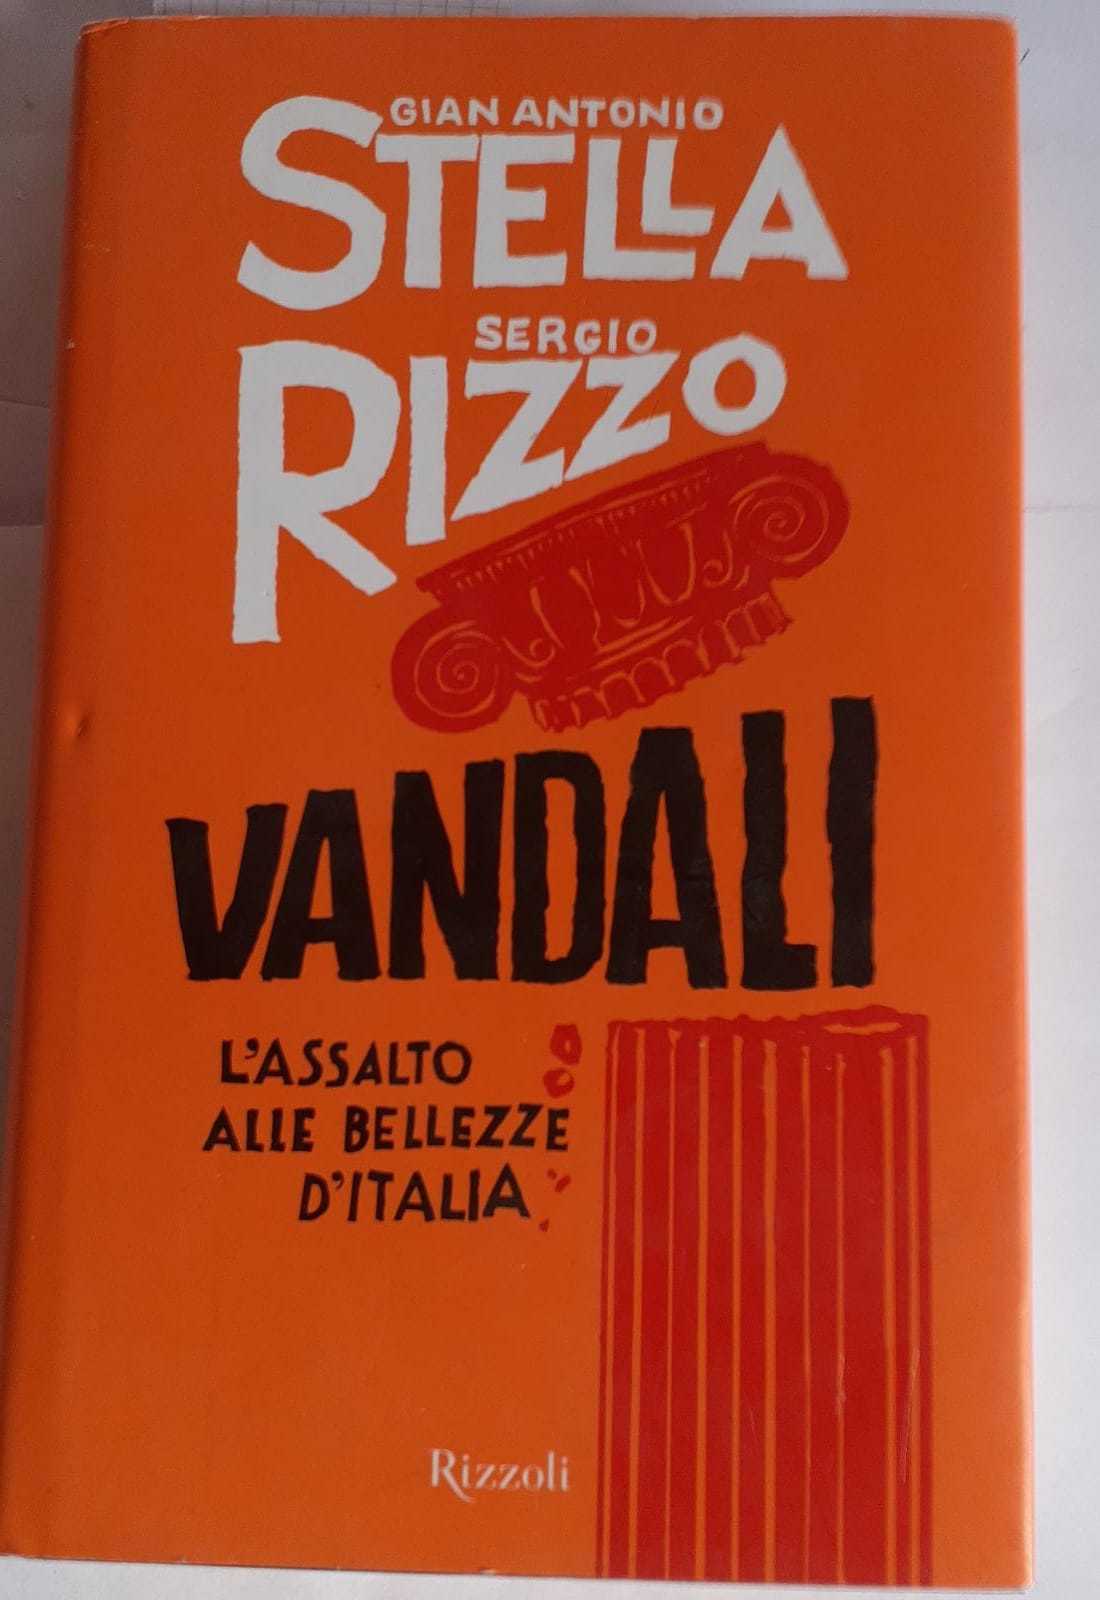 GIAN ANTONIO
STELLA
SERGIO
RIZZO
VANDALI
L'ASSALTO
ALLE BELLEZZE
D'ITALIA
Rizzoli